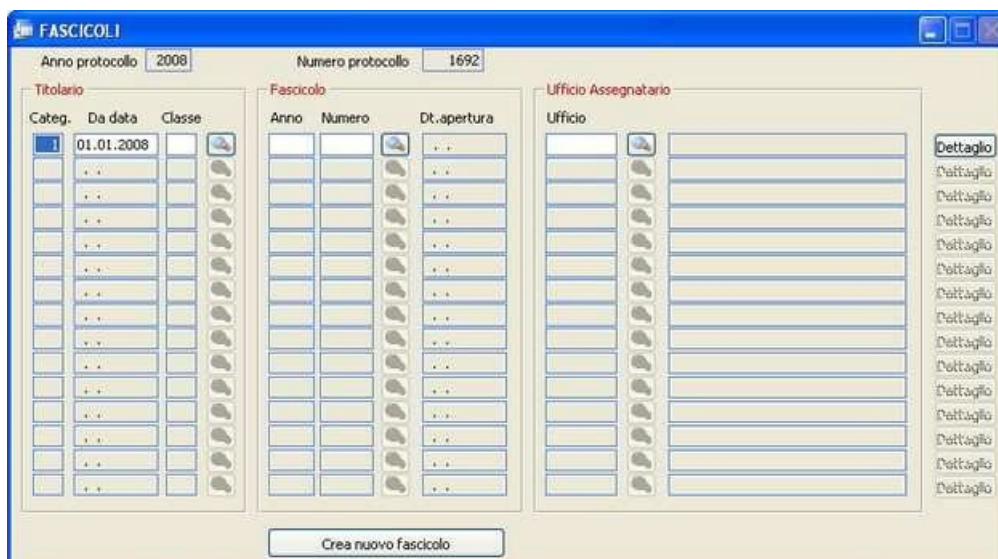 FASCICOLI
Anno protocollo 2008 Numero protocollo 1692
Titolario Fascicolo Ufficio Assegnatario
Categ. Da data Classe Anno Numero Dt.apertura Ufficio
1 01.01.2008 . . Dettaglio
. . . . Dettaglio
. . . . Dettaglio
. . . . Dettaglio
. . . . Dettaglio
. . . . Dettaglio
. . . . Dettaglio
. . . . Dettaglio
. . . . Dettaglio
. . . . Dettaglio
. . . . Dettaglio
. . . . Dettaglio
. . . . Dettaglio
. . . . Dettaglio
. . . . Dettaglio
Crea nuovo fascicolo